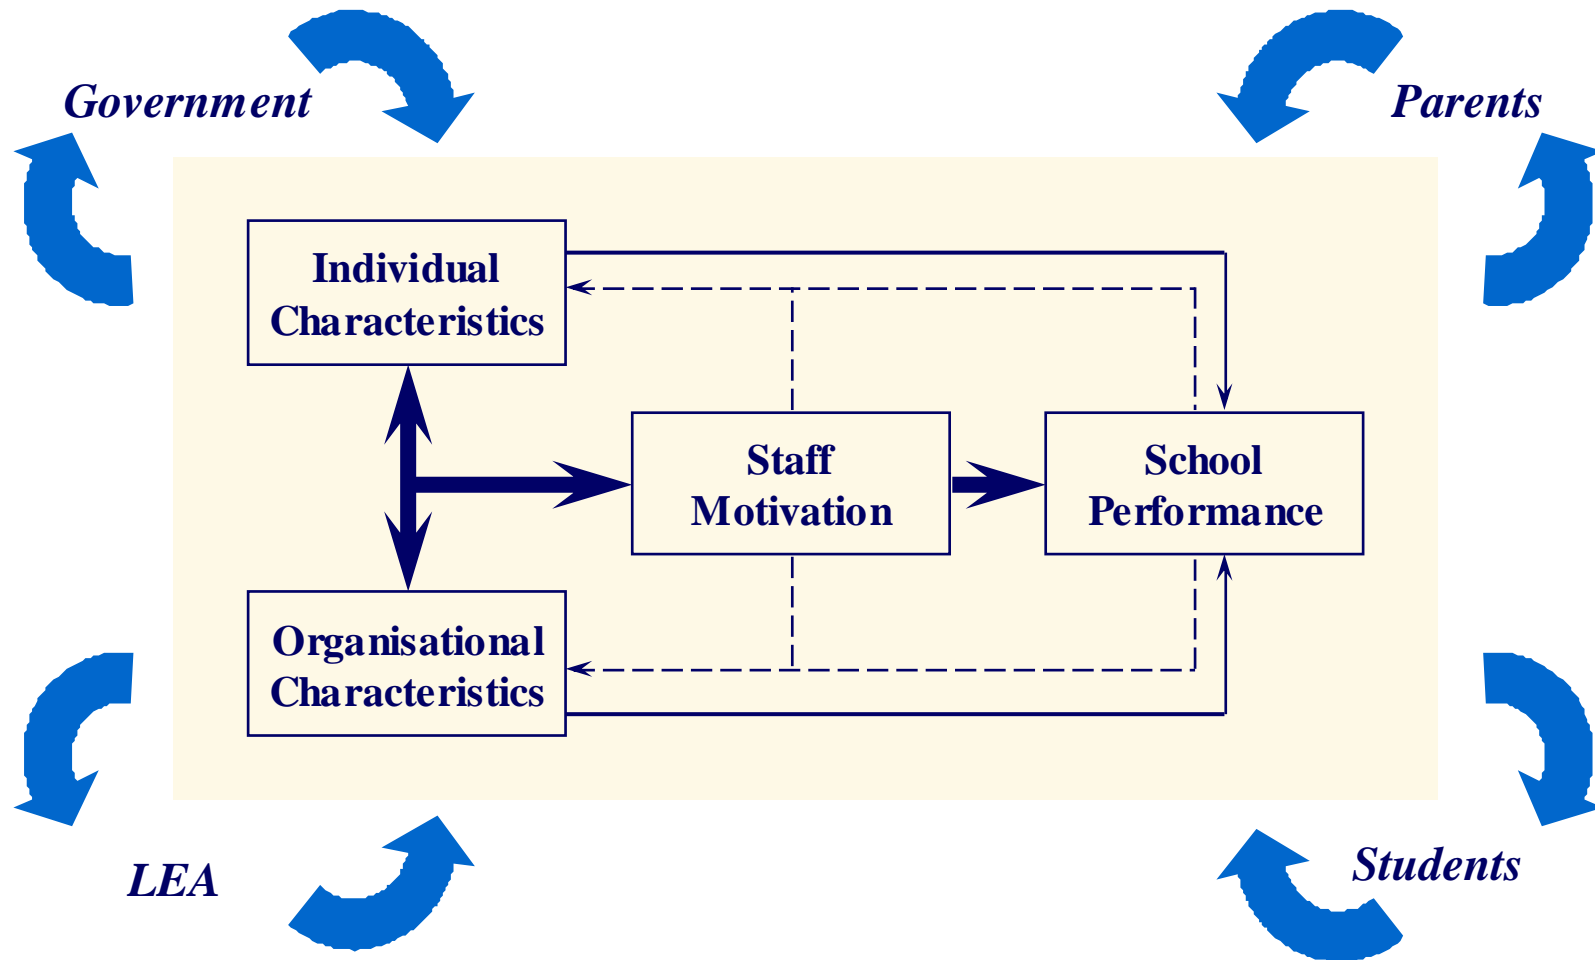 Government
Parents
Individual
Characteristics
Staff
Motivation
School
Performance
Organisational
Characteristics
LEA
Students